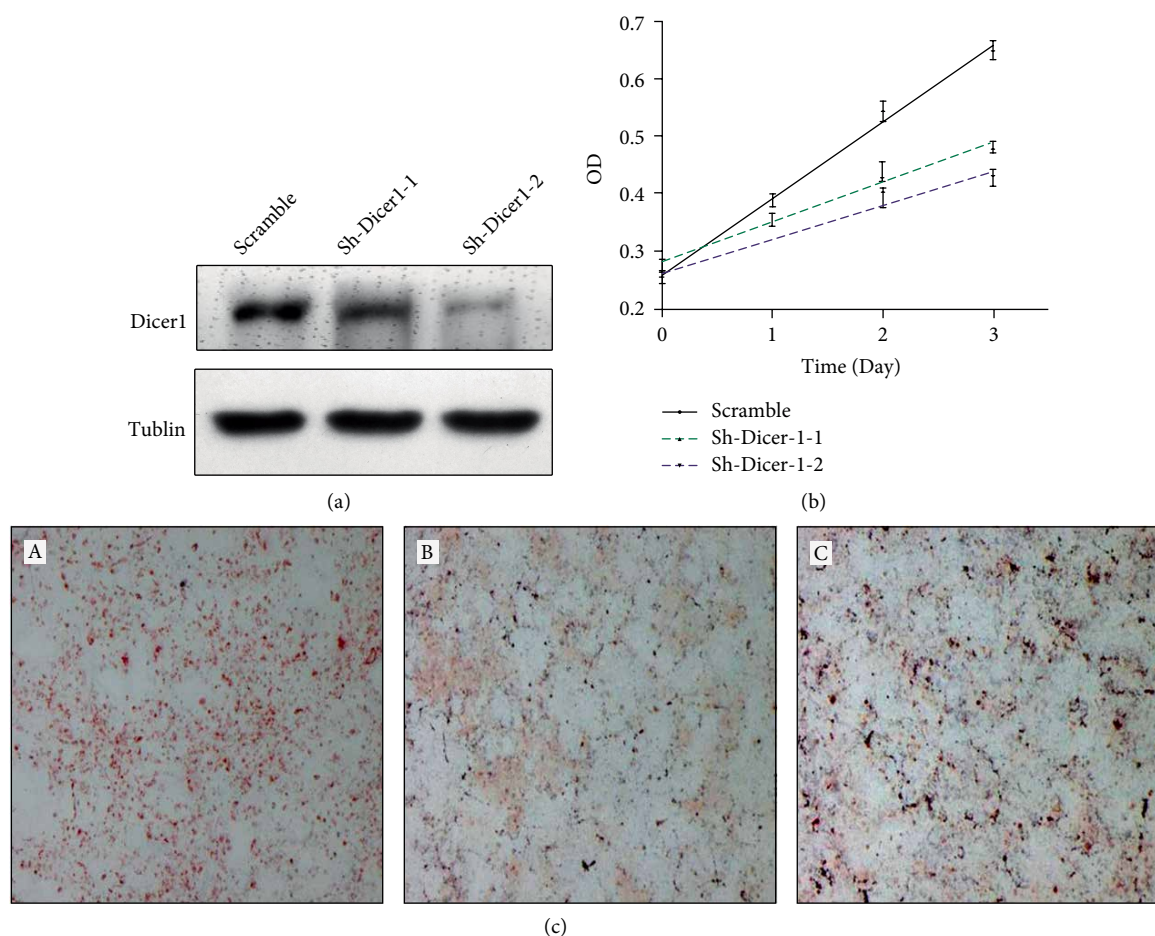 Scramble
Sh-Dicer1-1
Sh-Dicer1-2
Dicer1
Tublin
(a)
0.7
0.6
0.5
0.4
0.3
0.2
OD
0
1
2
3
Time (Day)
Scramble
Sh-Dicer-1-1
Sh-Dicer-1-2
(b)
A
B
C
(c)